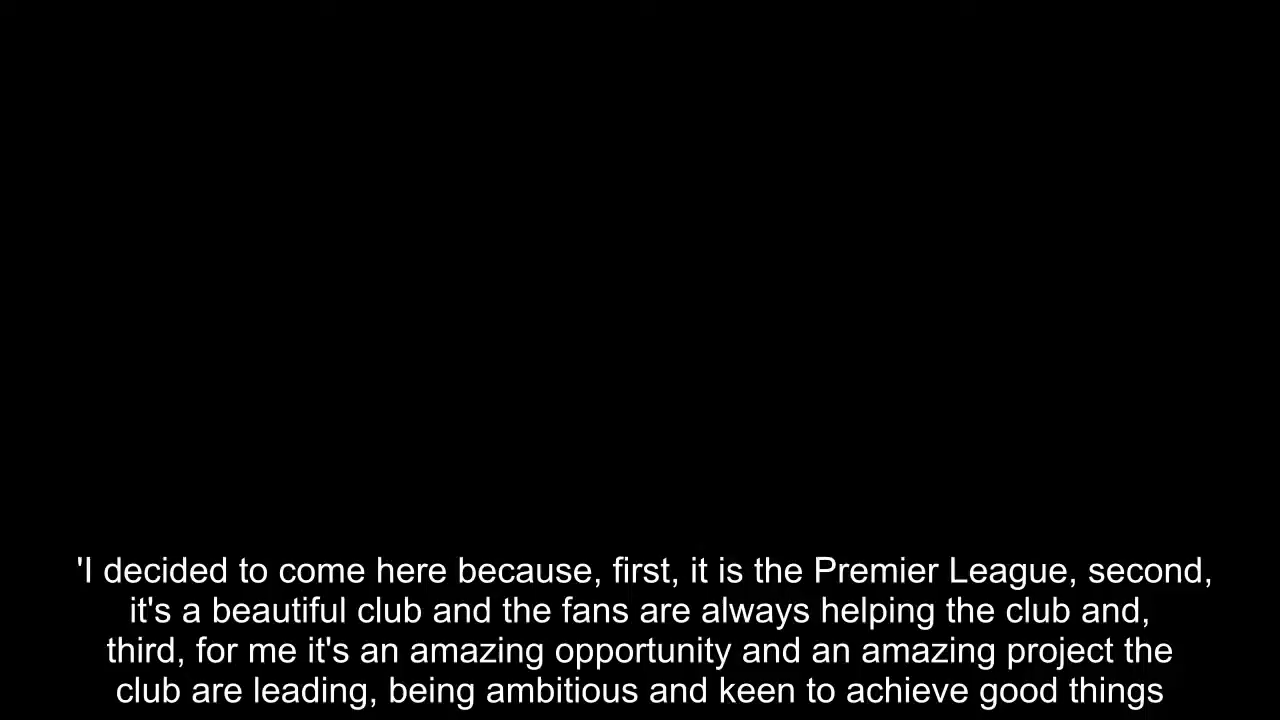 'I decided to come here because, first, it is the Premier League, second,
it's a beautiful club and the fans are always helping the club and,
third, for me it's an amazing opportunity and an amazing project the
club are leading, being ambitious and keen to achieve good things